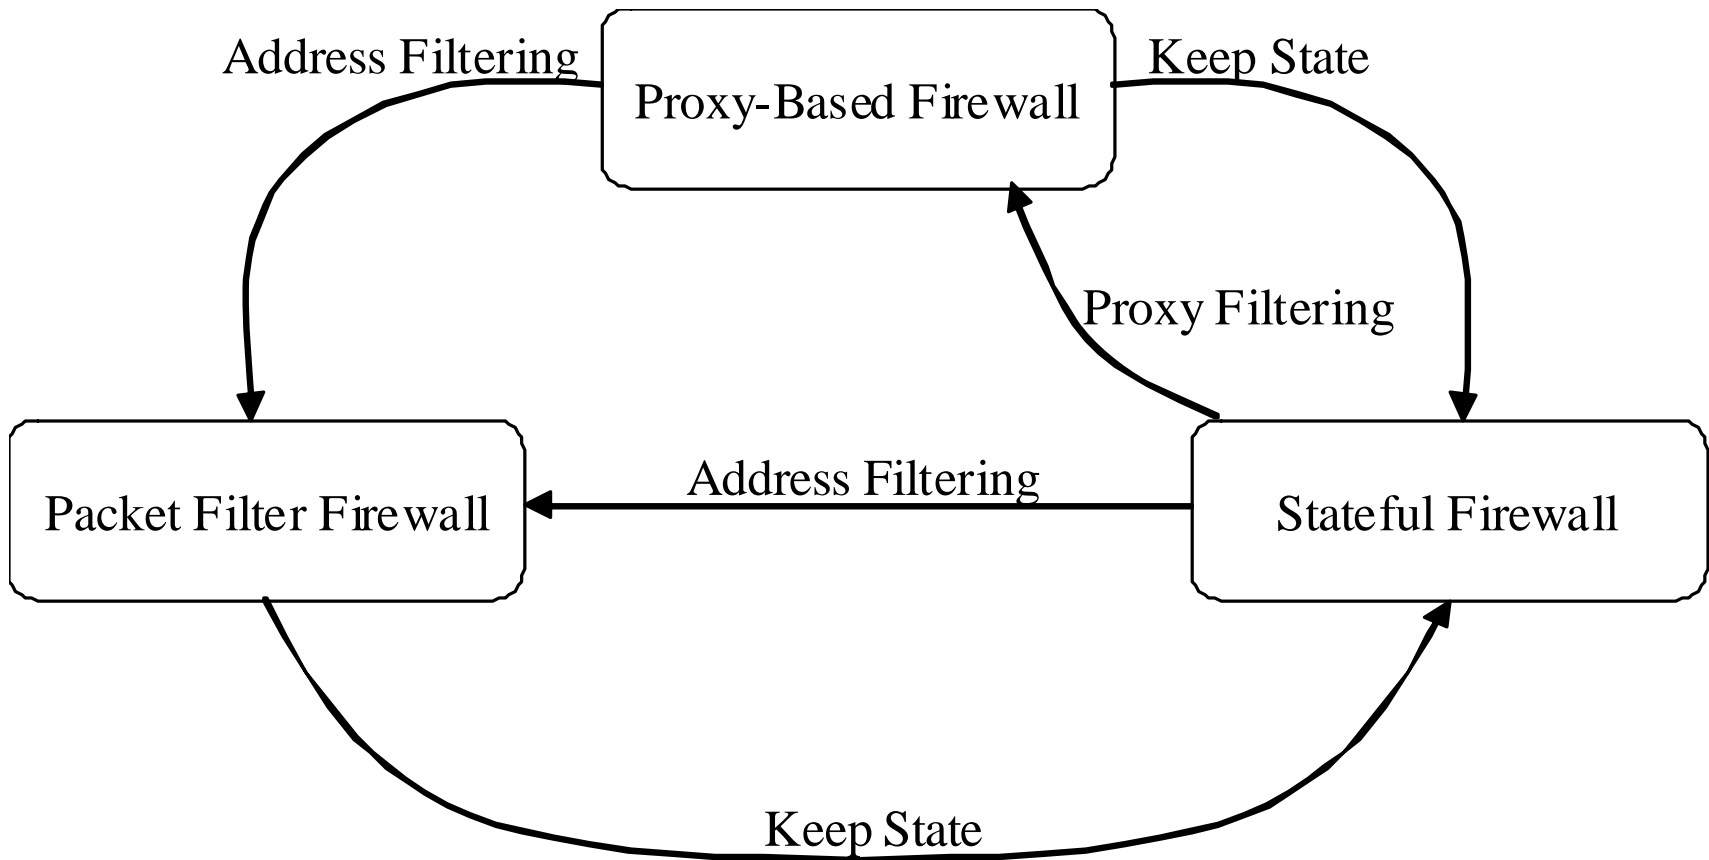 Address Filtering
Keep State
Proxy-Based Firewall
Proxy Filtering
Address Filtering
Packet Filter Firewall
Stateful Firewall
Keep State